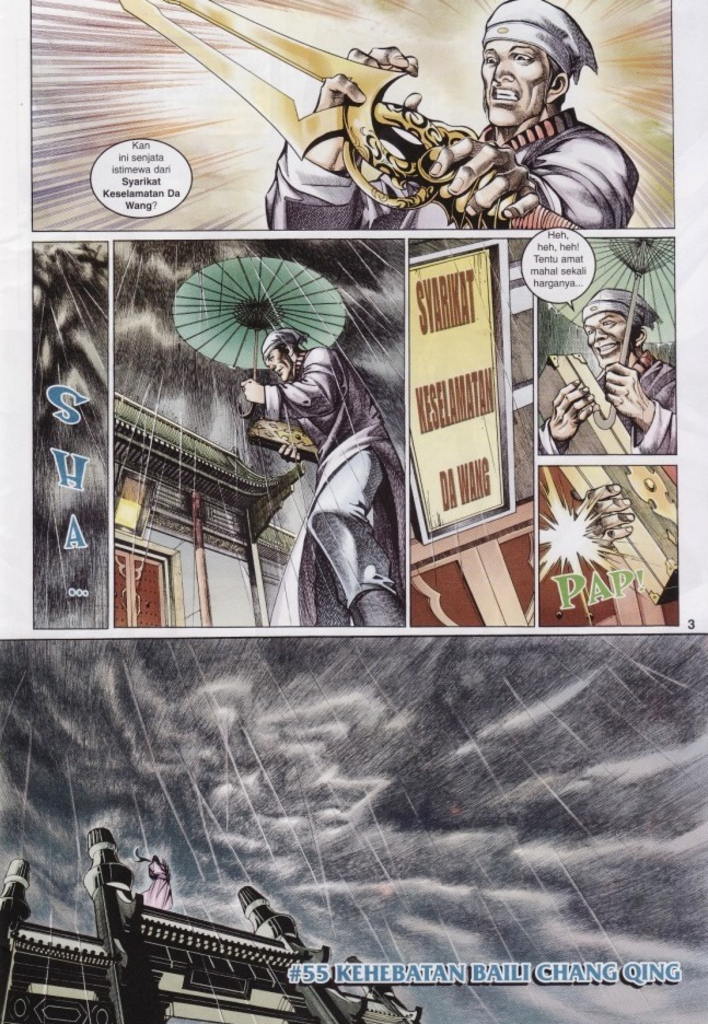 Kan
ini senjata
istimewa dari
Syarikat
Keselamatan Da
Wang?
SHA...
SYARIKAT
KESELAMATAN
DA WANG
Heh,
heh, heh!
Tentu amat
mahal sekali
harganya...
PAP!
3
#55 KEHEBATAN BAILI CHANG QING